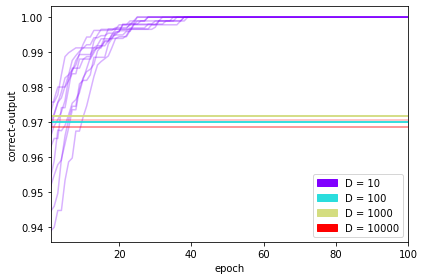 1.00
0.99
0.98
0.97
0.96
0.95
0.94
correct-output
20
40
60
80
100
epoch
D = 10
D = 100
D = 1000
D = 10000